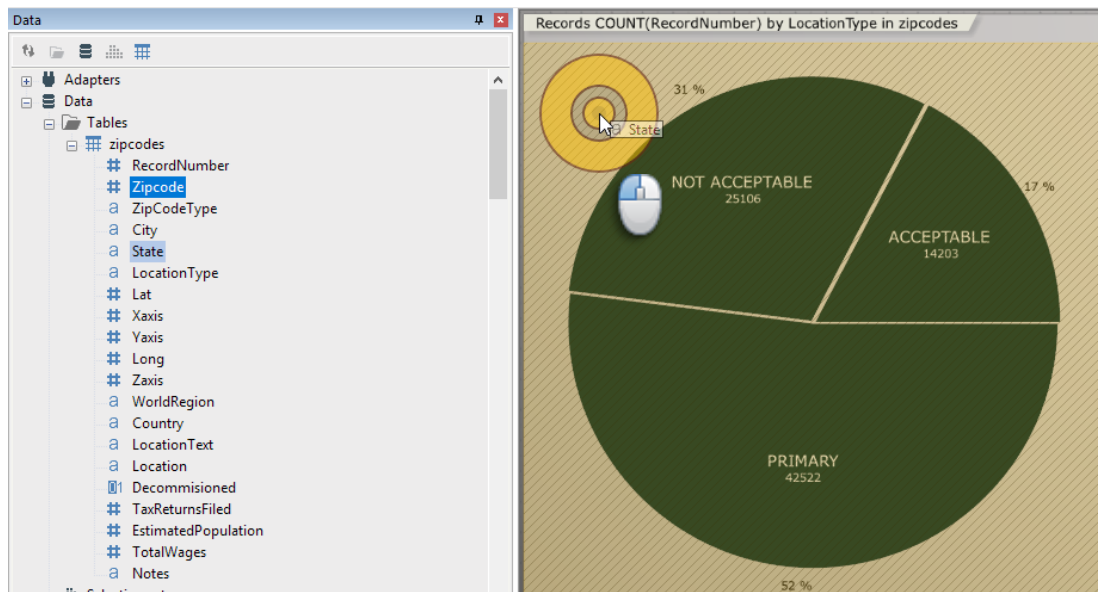 Data
Adapters
Data
Tables
zipcodes
# RecordNumber
# Zipcode
a ZipCodeType
a City
a State
a LocationType
# Lat
# Xaxis
# Yaxis
# Long
# Zaxis
a WorldRegion
a Country
a LocationText
a Location
Decommisioned
# TaxReturnsFiled
# EstimatedPopulation
# TotalWages
a Notes
Records COUNT(RecordNumber) by LocationType in zipcodes
31 %
a State
NOT ACCEPTABLE
25106
17 %
ACCEPTABLE
14203
PRIMARY
42522
52 %